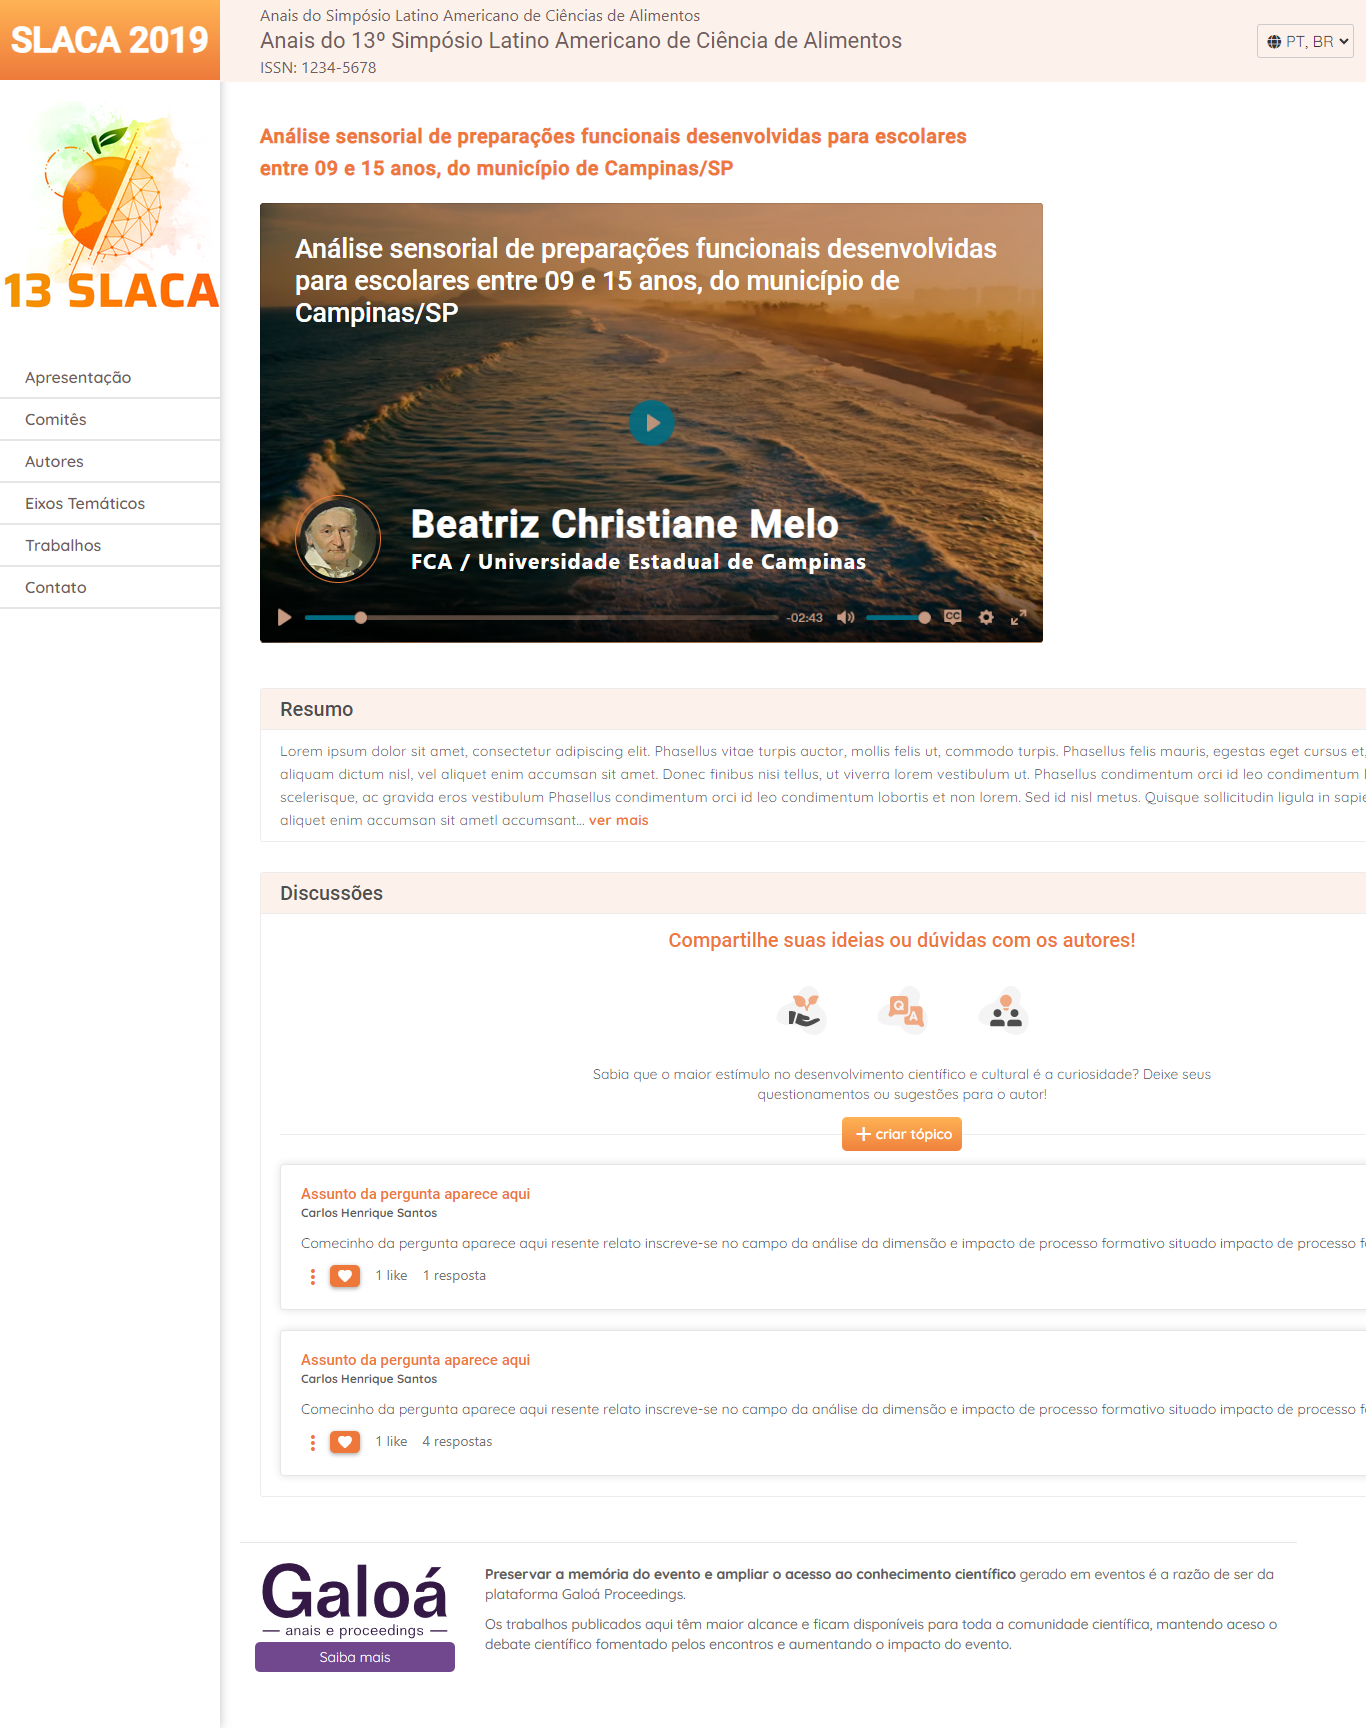 SLACA 2019
Anais do Simpósio Latino Americano de Ciências de Alimentos
Anais do 13º Simpósio Latino Americano de Ciência de Alimentos
ISSN: 1234-5678
PT, BR
13 SLACA
Apresentação
Comitês
Autores
Eixos Temáticos
Trabalhos
Contato
Análise sensorial de preparações funcionais desenvolvidas para escolares
entre 09 e 15 anos, do município de Campinas/SP
Análise sensorial de preparações funcionais desenvolvidas
para escolares entre 09 e 15 anos, do município de
Campinas/SP
Beatriz Christiane Melo
FCA / Universidade Estadual de Campinas
-02:43
CC
Resumo
Lorem ipsum dolor sit amet, consectetur adipiscing elit. Phasellus vitae turpis auctor, mollis felis ut, commodo turpis. Phasellus felis mauris, egestas eget cursus et,
aliquam dictum nisl, vel aliquet enim accumsan sit amet. Donec finibus nisi tellus, ut viverra lorem vestibulum ut. Phasellus condimentum orci id leo condimentum
scelerisque, ac gravida eros vestibulum Phasellus condimentum orci id leo condimentum lobortis et non lorem. Sed id nisl metus. Quisque sollicitudin ligula in sapie
aliquet enim accumsan sit ametl accumsant... ver mais
Discussões
Compartilhe suas ideias ou dúvidas com os autores!
Q A
Sabia que o maior estímulo no desenvolvimento científico e cultural é a curiosidade? Deixe seus
questionamentos ou sugestões para o autor!
+ criar tópico
Assunto da pergunta aparece aqui
Carlos Henrique Santos
Comecinho da pergunta aparece aqui resente relato inscreve-se no campo da análise da dimensão e impacto de processo formativo situado impacto de processo f
1 like 1 resposta
Assunto da pergunta aparece aqui
Carlos Henrique Santos
Comecinho da pergunta aparece aqui resente relato inscreve-se no campo da análise da dimensão e impacto de processo formativo situado impacto de processo f
1 like 4 respostas
Galoá
— anais e proceedings —
Saiba mais
Preservar a memória do evento e ampliar o acesso ao conhecimento científico gerado em eventos é a razão de ser da
plataforma Galoá Proceedings.
Os trabalhos publicados aqui têm maior alcance e ficam disponíveis para toda a comunidade científica, mantendo aceso o
debate científico fomentado pelos encontros e aumentando o impacto do evento.